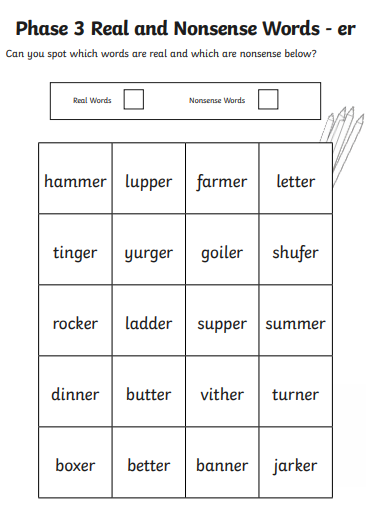 Phase 3 Real and Nonsense Words - er
Can you spot which words are real and which are nonsense below?
Real Words Nonsense Words
hammer lupper farmer letter
tinger yurger goiler shufer
rocker ladder supper summer
dinner butter vither turner
boxer better banner jarker